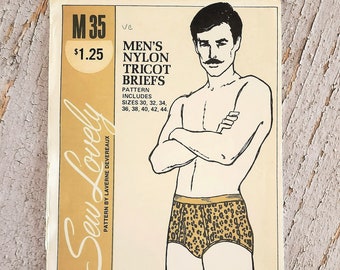 M 35
$1.25
VC
MEN'S
NYLON
TRICOT
BRIEFS
PATTERN
INCLUDES
SIZES 30, 32, 34,
36, 38, 40, 42, 44.
Sew Lovely
PATTERN BY LAVERNE DEVEREAUX